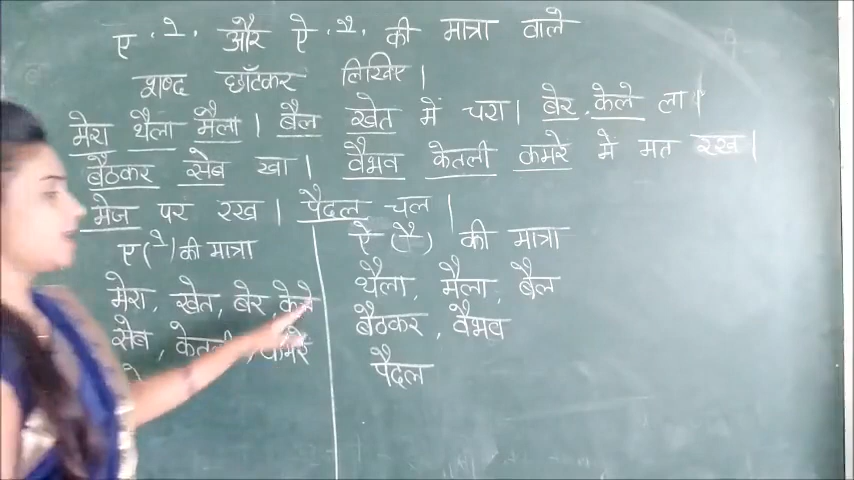 ए ' े ' और ऐ ' ै ' की मात्रा वाले
शब्द छाँटकर लिखिए।
मेरा थैला मैला। बैल खेत में चरा। बेर, केले ला।
बैठकर सेब खा। वैभव केतली कमरे में मत रख।
मेज पर रख। पैदल चल।
ए ( े ) की मात्रा
मेरा, खेत, बेर, केले
सेब, केतली, कमरे
ऐ ( ै ) की मात्रा
थैला, मैला, बैल
बैठकर, वैभव
पैदल